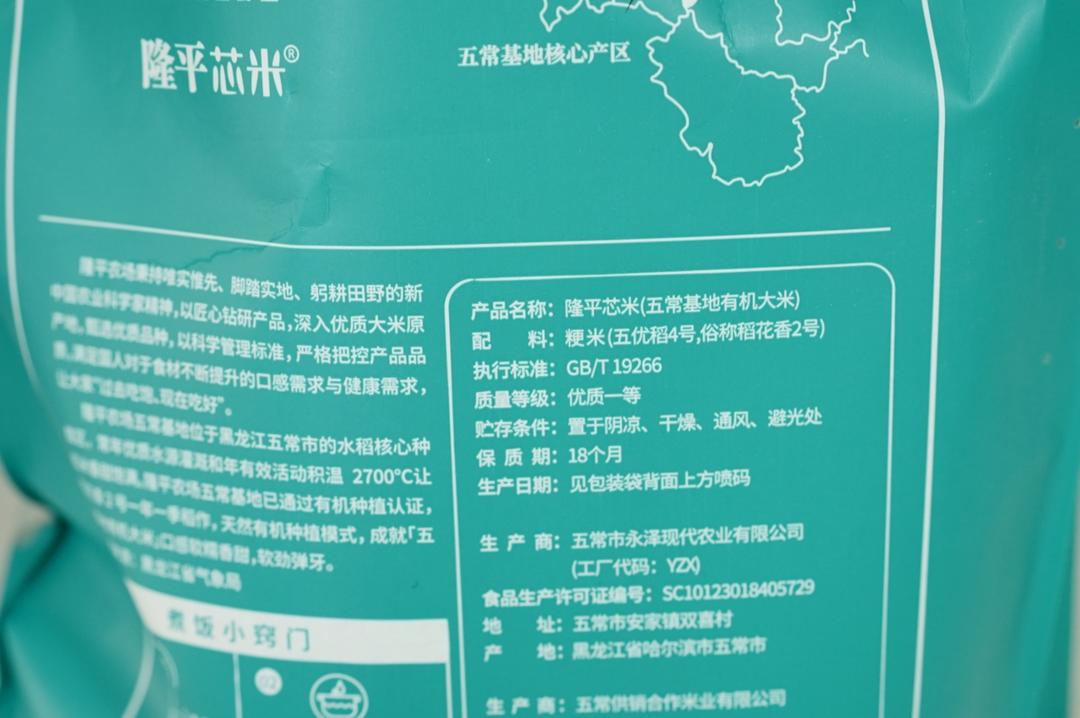 隆平芯米®
五常基地核心产区
隆平农场秉持唯实惟先、脚踏实地、躬耕田野的新
中国农业科学家精神,以匠心钻研产品,深入优质大米原
产地,甄选优质品种,以科学管理标准,严格把控产品品
质,满足国人对于食材不断提升的口感需求与健康需求,
让大家“过去吃饱、现在吃好”。
隆平农场五常基地位于黑龙江五常市的水稻核心种
常年优质水源灌溉和年有效活动积温 2700℃让
隆平农场五常基地已通过有机种植认证,
2号一年一季稻作,天然有机种植模式,成就「五
大米」口感软糯香甜,软劲弹牙。
黑龙江省气象局
煮饭小窍门
02
产品名称：隆平芯米(五常基地有机大米)
配 料：粳米(五优稻4号,俗称稻花香2号)
执行标准：GB/T 19266
质量等级：优质一等
贮存条件：置于阴凉、干燥、通风、避光处
保 质 期：18个月
生产日期：见包装袋背面上方喷码
生 产 商：五常市永泽现代农业有限公司
(工厂代码：YZX)
食品生产许可证编号：SC10123018405729
地 址：五常市安家镇双喜村
产 地：黑龙江省哈尔滨市五常市
生 产 商：五常供销合作米业有限公司